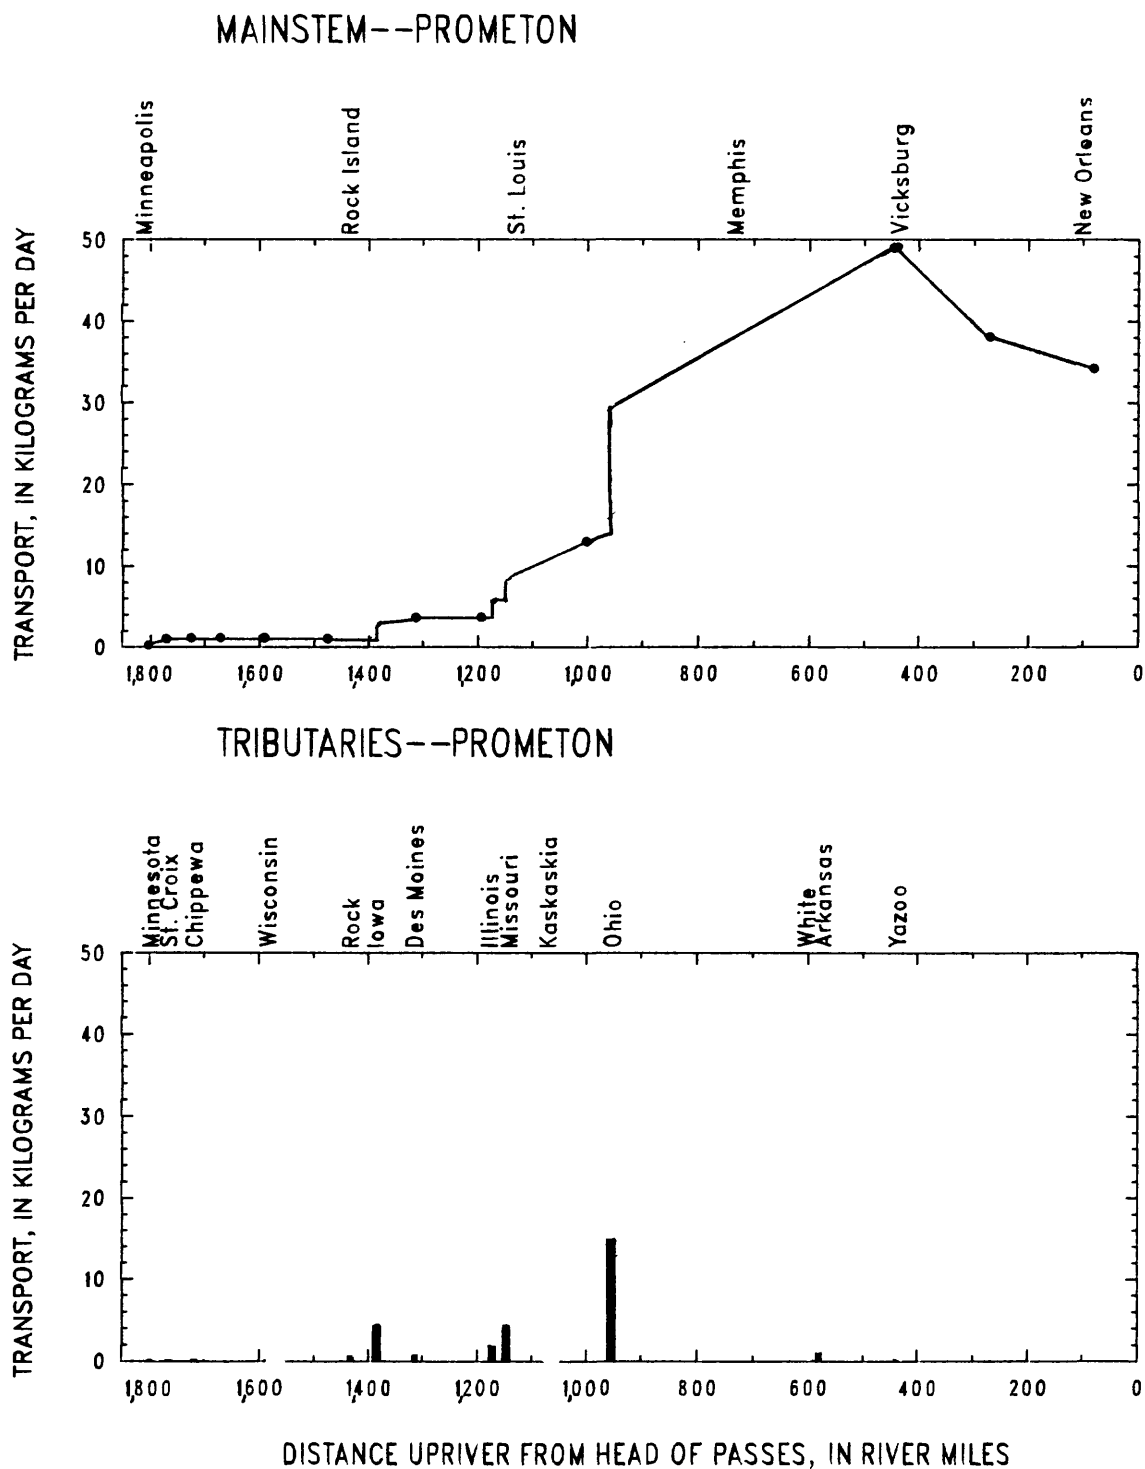 MAINSTEM--PROMETON
Minneapolis
Rock Island
St. Louis
Memphis
Vicksburg
New Orleans
TRANSPORT, IN KILOGRAMS PER DAY
50
40
30
20
10
0
1,800 1,600 1,400 1,200 1,000 800 600 400 200 0
TRIBUTARIES--PROMETON
Minnesota
St. Croix
Chippewa
Wisconsin
Rock
Iowa
Des Moines
Illinois
Missouri
Kaskaskia
Ohio
White
Arkansas
Yazoo
TRANSPORT, IN KILOGRAMS PER DAY
50
40
30
20
10
0
1,800 1,600 1,400 1,200 1,000 800 600 400 200 0
DISTANCE UPRIVER FROM HEAD OF PASSES, IN RIVER MILES